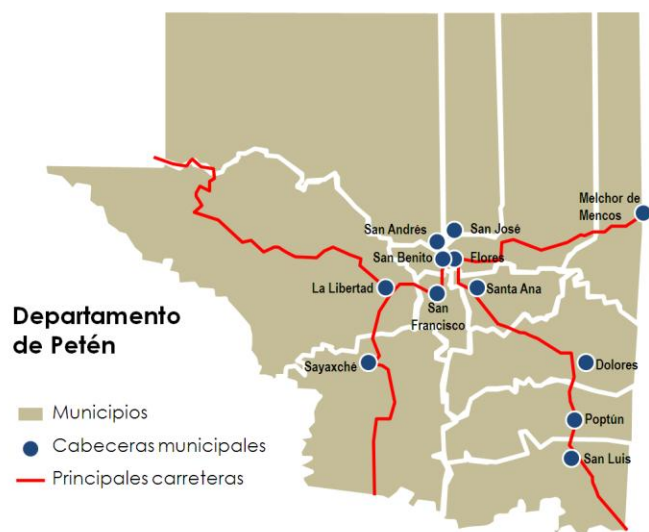 Melchor de
Mencos
San Andrés
San José
San Benito
Flores
La Libertad
Santa Ana
San
Francisco
Departamento
de Petén
Sayaxché
Dolores
Municipios
Poptún
Cabeceras municipales
San Luis
Principales carreteras